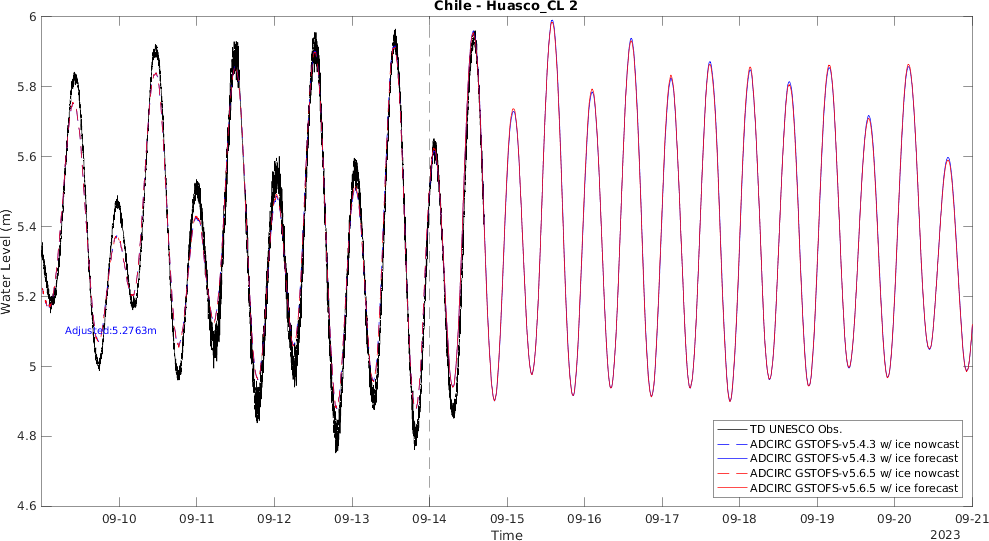 Chile - Huasco_CL 2
Water Level (m)
6
5.8
5.6
5.4
5.2
5
4.8
4.6
Adjusted:5.2763m
TD UNESCO Obs.
ADCIRC GSTOFS-v5.4.3 w/ ice nowcast
ADCIRC GSTOFS-v5.4.3 w/ ice forecast
ADCIRC GSTOFS-v5.6.5 w/ ice nowcast
ADCIRC GSTOFS-v5.6.5 w/ ice forecast
09-10 09-11 09-12 09-13 09-14 09-15 09-16 09-17 09-18 09-19 09-20 09-21
Time
2023